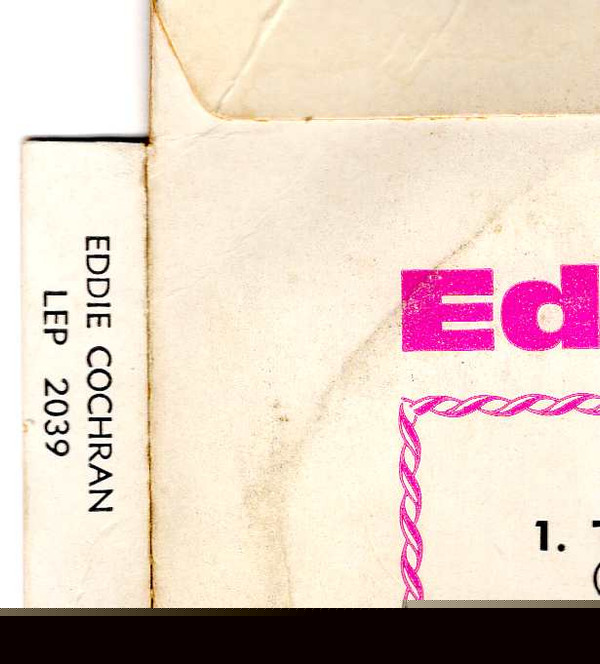 EDDIE COCHRAN
LEP 2039
Ed
1. T
(